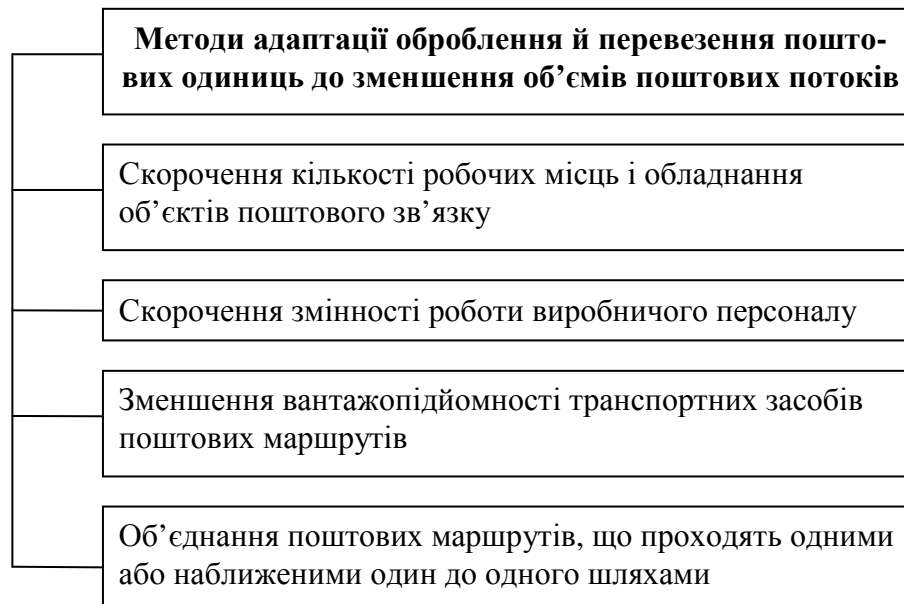 Методи адаптації оброблення й перевезення пошто-
вих одиниць до зменшення об’ємів поштових потоків
Скорочення кількості робочих місць і обладнання
об’єктів поштового зв’язку
Скорочення змінності роботи виробничого персоналу
Зменшення вантажопідйомності транспортних засобів
поштових маршрутів
Об’єднання поштових маршрутів, що проходять одними
або наближеними один до одного шляхами